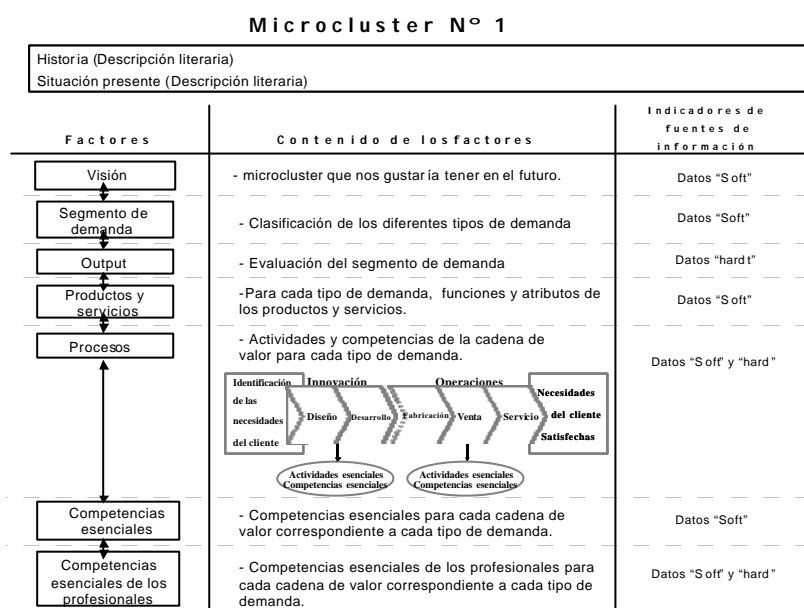 Microcluster Nº 1
Historia (Descripción literaria)
Situación presente (Descripción literaria)
Factores
Contenido de los factores
Indicadores de
fuentes de
información
Visión
- microcluster que nos gustaría tener en el futuro.
Datos "Soft"
Segmento de
demanda
- Clasificación de los diferentes tipos de demanda
Datos "Soft"
Output
- Evaluación del segmento de demanda
Datos "hard t"
Productos y
servicios
-Para cada tipo de demanda, funciones y atributos de
los productos y servicios.
Datos "Soft"
Procesos
- Actividades y competencias de la cadena de
valor para cada tipo de demanda.
Datos "Soft" y "hard"
Identificación
de las
necesidades
del cliente
Innovación
Operaciones
Diseño
Desarrollo
Fabricación
Venta
Servicio
Necesidades
del cliente
Satisfechas
Actividades esenciales
Competencias esenciales
Actividades esenciales
Competencias esenciales
Competencias
esenciales
- Competencias esenciales para cada cadena de
valor correspondiente a cada tipo de demanda.
Datos "Soft"
Competencias
esenciales de los
profesionales
- Competencias esenciales de los profesionales para
cada cadena de valor correspondiente a cada tipo de
demanda.
Datos "Soft" y "hard"